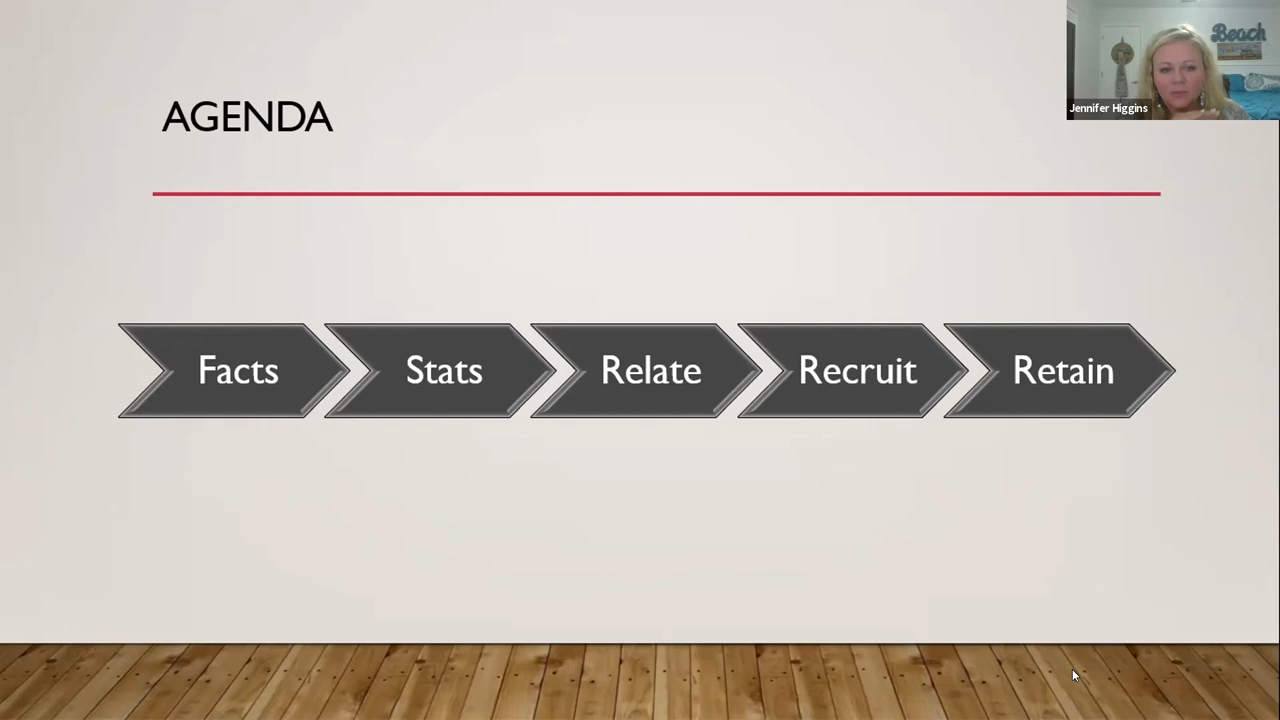 AGENDA
Beach
Jennifer Higgins
Facts
Stats
Relate
Recruit
Retain